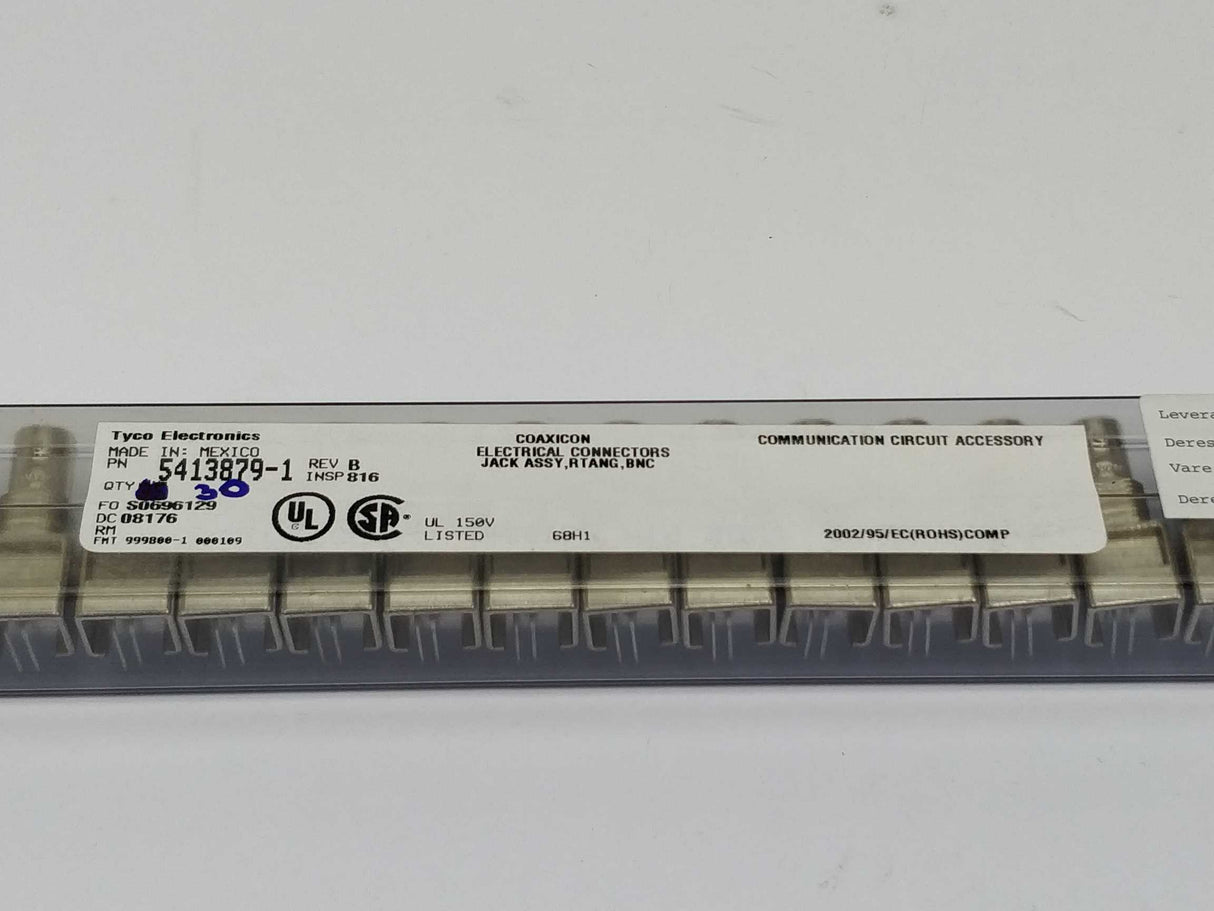 Tyco Electronics
MADE IN: MEXICO
PN 5413879-1 REV B
INSP 816
QTY 30
FO S0696129
DC 08176
RM
FMT 999800-1 000109
UL
SA
UL 150V
LISTED 68H1
COAXICON
ELECTRICAL CONNECTORS
JACK ASSY,RTANG,BNC
COMMUNICATION CIRCUIT ACCESSORY
2002/95/EC(ROHS)COMP
Levera
Deres
Vare
Dere